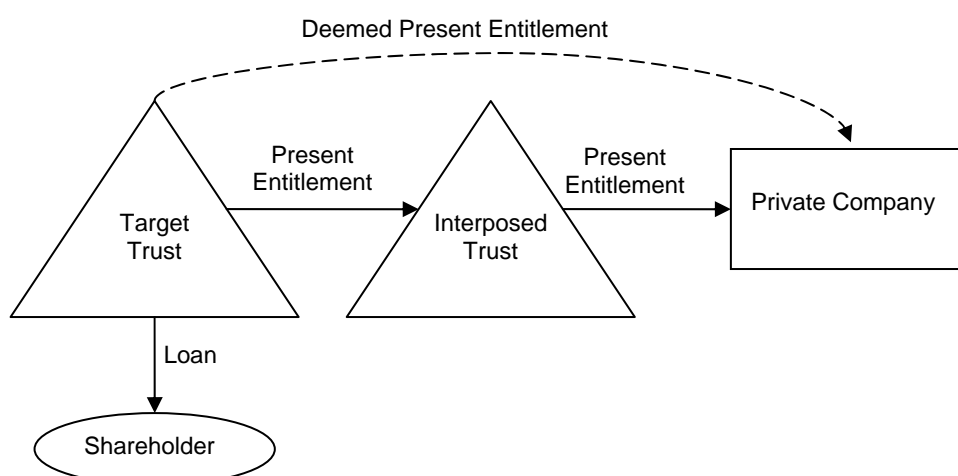 Deemed Present Entitlement
Present
Entitlement
Present
Entitlement
Target
Trust
Interposed
Trust
Private Company
Loan
Shareholder